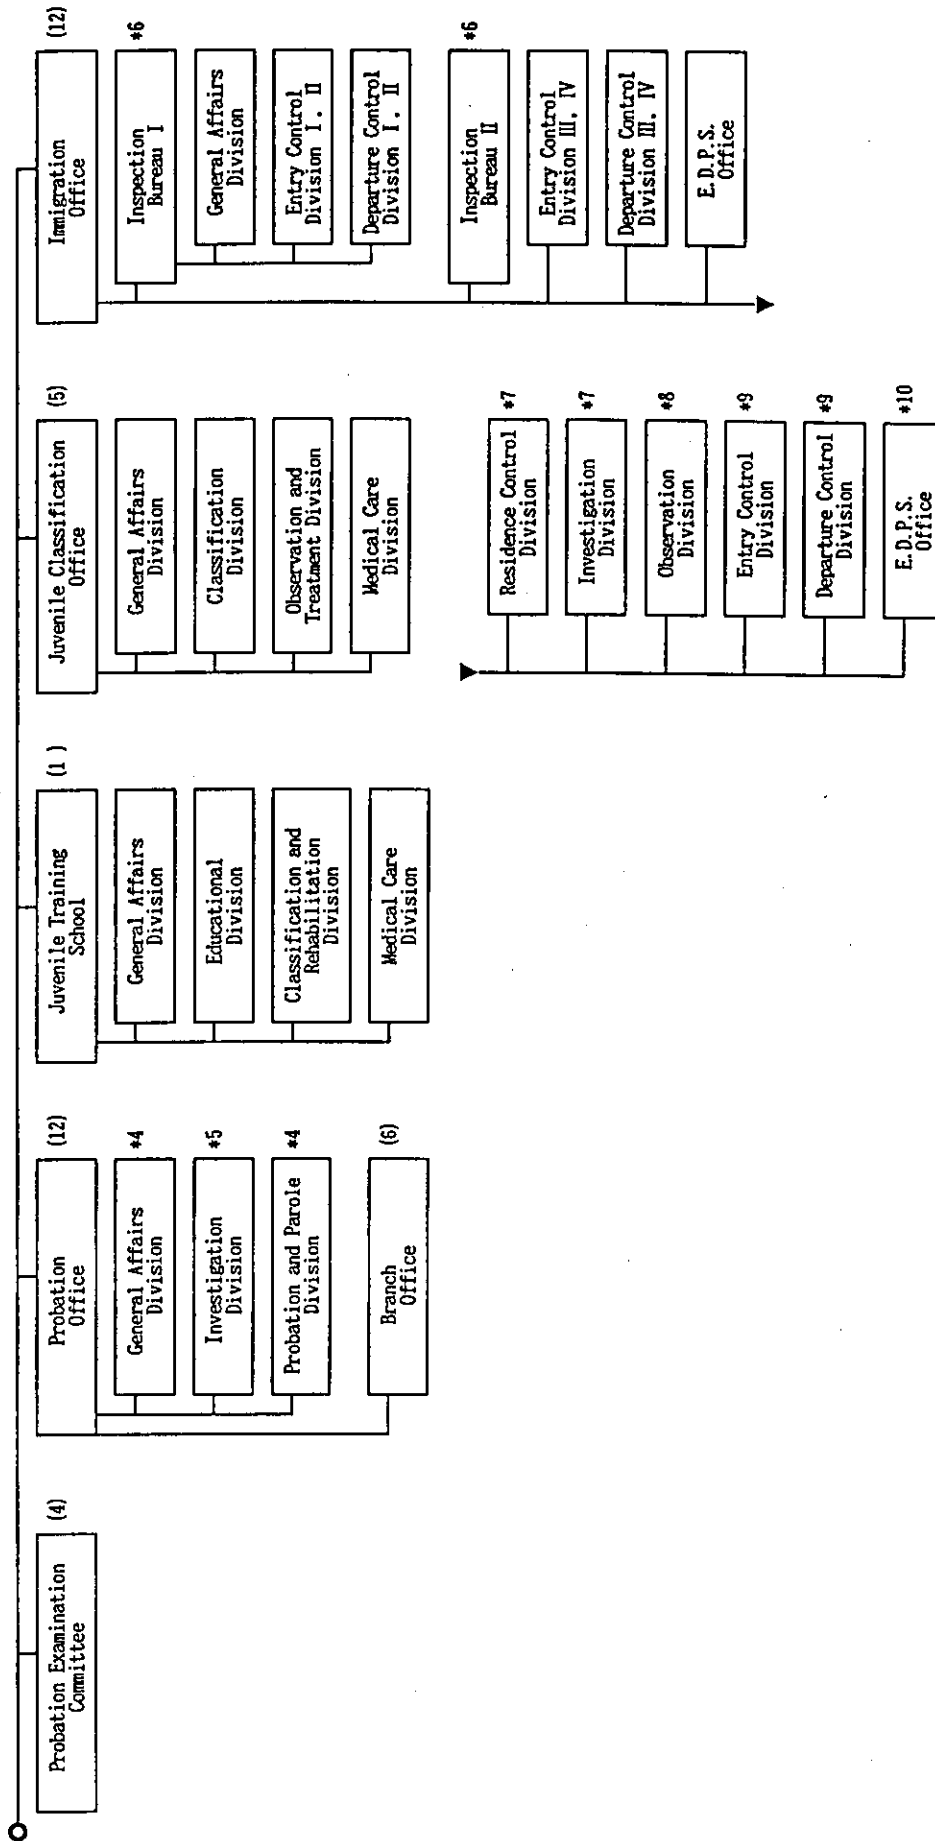 Probation Examination
Committee
(4)
Probation
Office
(12)
General Affairs
Division
*4
Investigation
Division
*5
Probation and Parole
Division
*4
Branch
Office
(6)
Juvenile Training
School
(1 )
General Affairs
Division
Educational
Division
Classification and
Rehabilitation
Division
Medical Care
Division
Juvenile Classification
Office
(5)
General Affairs
Division
Classification
Division
Observation and
Treatment Division
Medical Care
Division
Immigration
Office
(12)
Inspection
Bureau I
*6
General Affairs
Division
Entry Control
Division I. II
Departure Control
Division I. II
Inspection
Bureau II
*6
Entry Control
Division III. IV
Departure Control
Division III. IV
E.D.P.S.
Office
Residence Control
Division
*7
Investigation
Division
*7
Observation
Division
*8
Entry Control
Division
*9
Departure Control
Division
*9
E.D.P.S.
Office
*10